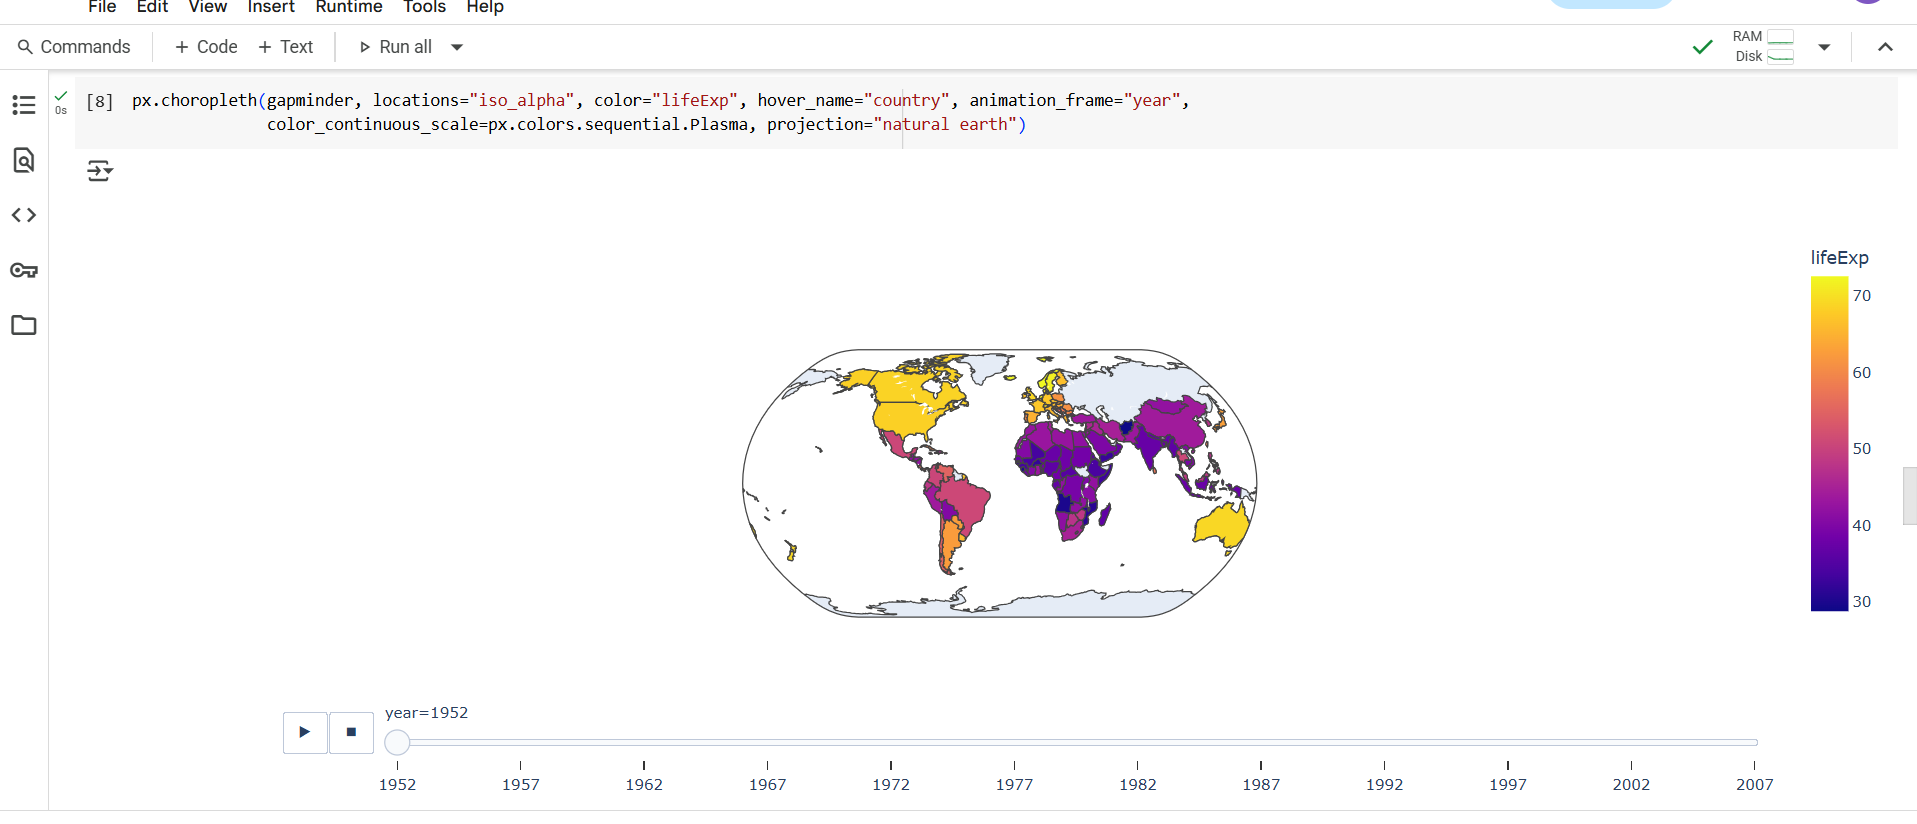 File Edit View Insert Runtime Tools Help
Commands + Code + Text Run all
RAM
Disk
0s
[8] px.choropleth(gapminder, locations="iso_alpha", color="lifeExp", hover_name="country", animation_frame="year",
color_continuous_scale=px.colors.sequential.Plasma, projection="natural earth")
lifeExp
70
60
50
40
30
year=1952
1952 1957 1962 1967 1972 1977 1982 1987 1992 1997 2002 2007